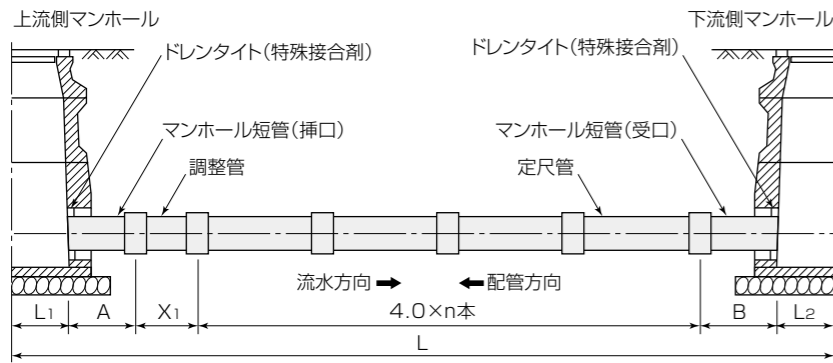 上流側マンホール
下流側マンホール
ドレンタイト(特殊接合剤)
ドレンタイト(特殊接合剤)
マンホール短管(挿口)
マンホール短管(受口)
調整管
定尺管
流水方向
配管方向
L1 A X1 4.0×n本 B L2
L